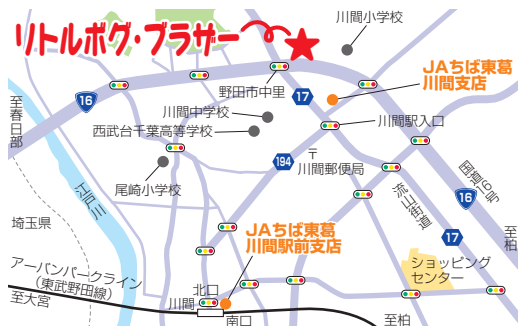 リトルボグ・ブラザー
川間小学校
JAちば東葛
川間支店
野田市中里
至春日部
16
17
川間中学校
西武台千葉高等学校
川間駅入口
194
〒
川間郵便局
尾崎小学校
江戸川
流山街道
国道16号
16
17
至柏
埼玉県
JAちば東葛
川間駅前支店
アーバンパークライン
(東武野田線)
至大宮
ショッピング
センター
北口
川間
南口
至柏